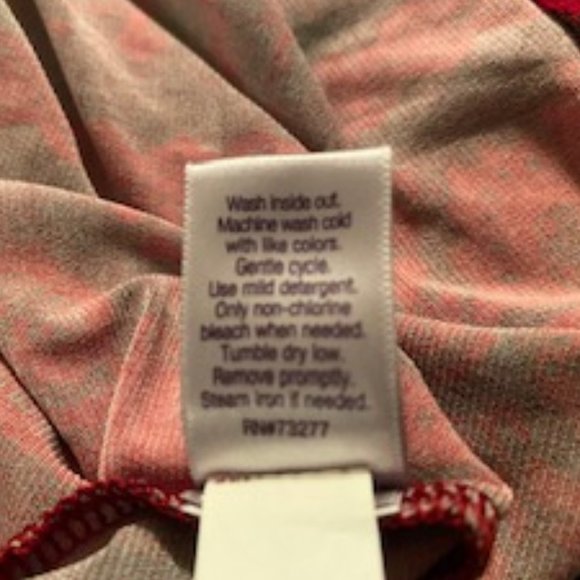 Wash inside out.
Machine wash cold
with like colors.
Gentle cycle.
Use mild detergent.
Only non-chlorine
bleach when needed.
Tumble dry low.
Remove promptly.
Steam iron if needed.
RN#73277